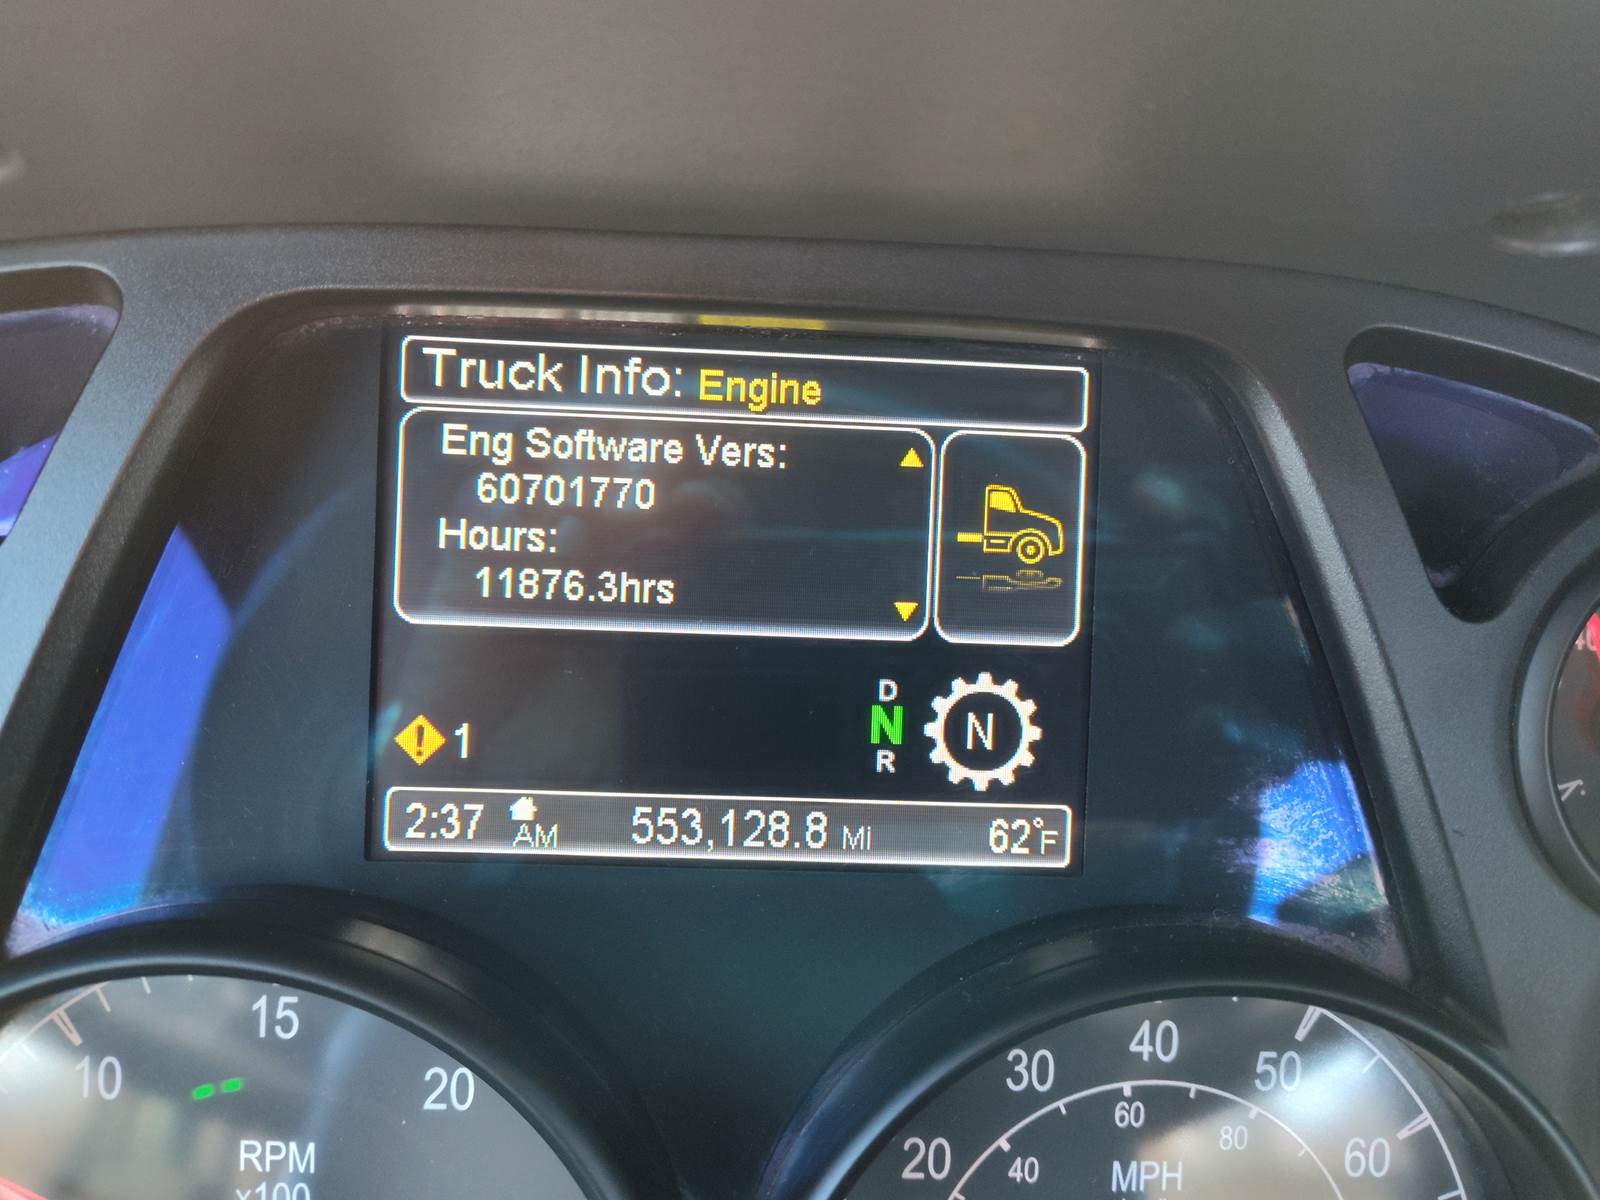 Truck Info: Engine
Eng Software Vers:
60701770
Hours:
11876.3hrs
D
N
R
N
! 1
2:37 AM 553,128.8 Mi 62°F
10 15 20
RPM
x100
20 30 40 50 60
40 60 80
MPH